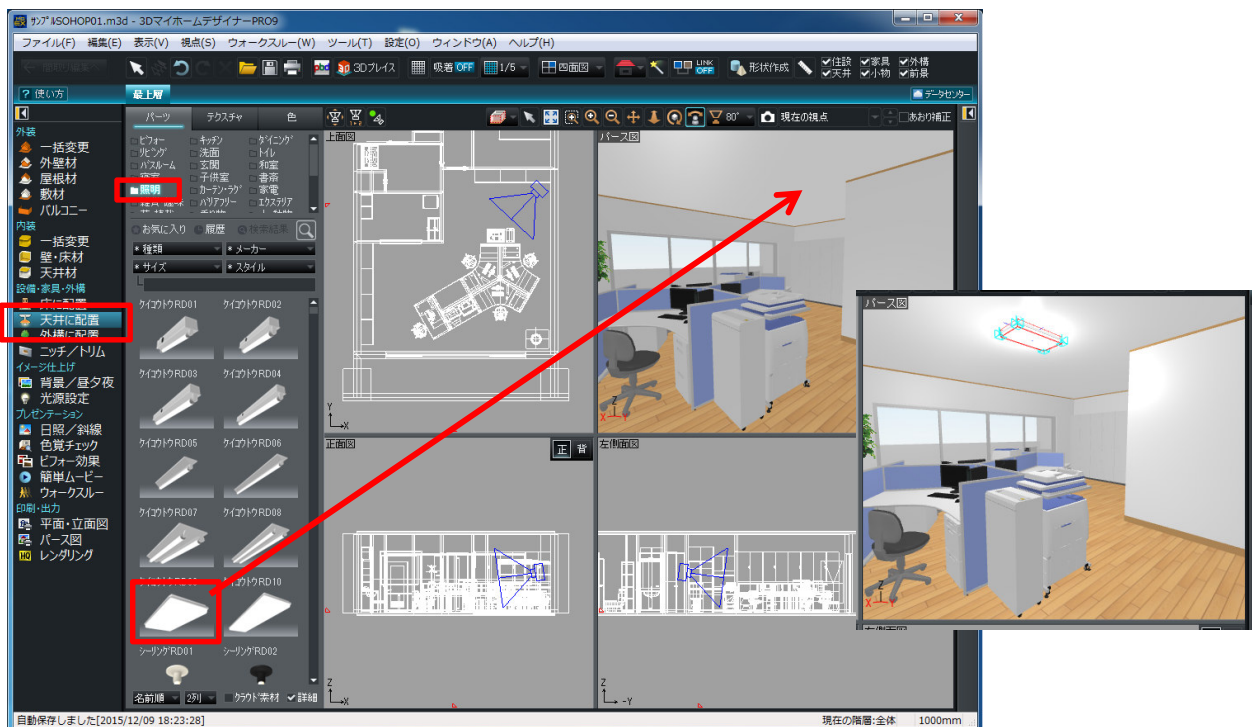 ｻﾝﾌﾟﾙSOHOP01.m3d - 3DマイホームデザイナーPRO9
ファイル(F) 編集(E) 表示(V) 視点(S) ウォークスルー(W) ツール(T) 設定(O) ウィンドウ(A) ヘルプ(H)
3Dプレイス 吸着 OFF 1/6 四面図 LINK OFF 形状作成 ✓住設 ✓家具 ✓外構
✓天井 ✓小物 ✓前景
? 使い方 最上層 データセンター
パーツ テクスチャ 色 80° 現在の視点 あおり補正
外装
一括変更
外壁材
屋根材
敷材
バルコニー
内装
一括変更
壁・床材
天井材
設備・家具・外構
天井に配置
ニッチ／トリム
イメージ仕上げ
背景／昼夕夜
光源設定
プレゼンテーション
日照／斜線
色覚チェック
ビフォー効果
簡単ムービー
ウォークスルー
印刷・出力
平面・立面図
パース図
レンダリング
ビフォー キッチン ダイニング
リビング 洗面 トイレ
バスルーム 玄関 和室
子供室 書斎
照明 カーテン・ラグ 家電
バリアフリー エクステリア
お気に入り 履歴 検索結果
* 種類 * メーカー
* サイズ * スタイル
ケイコウトウRD01 ケイコウトウRD02
ケイコウトウRD03 ケイコウトウRD04
ケイコウトウRD05 ケイコウトウRD06
ケイコウトウRD07 ケイコウトウRD08
ケイコウトウRD10
シーリングRD01 シーリングRD02
名前順 2列 クラウド素材 ✓詳細
上面図
Y
X
パース図
Z
X Y
正面図
正 背
Z
X
左側面図
Z
-Y
パース図
Z
X Y
自動保存しました[2015/12/09 18:23:28] 現在の階層:全体 1000mm